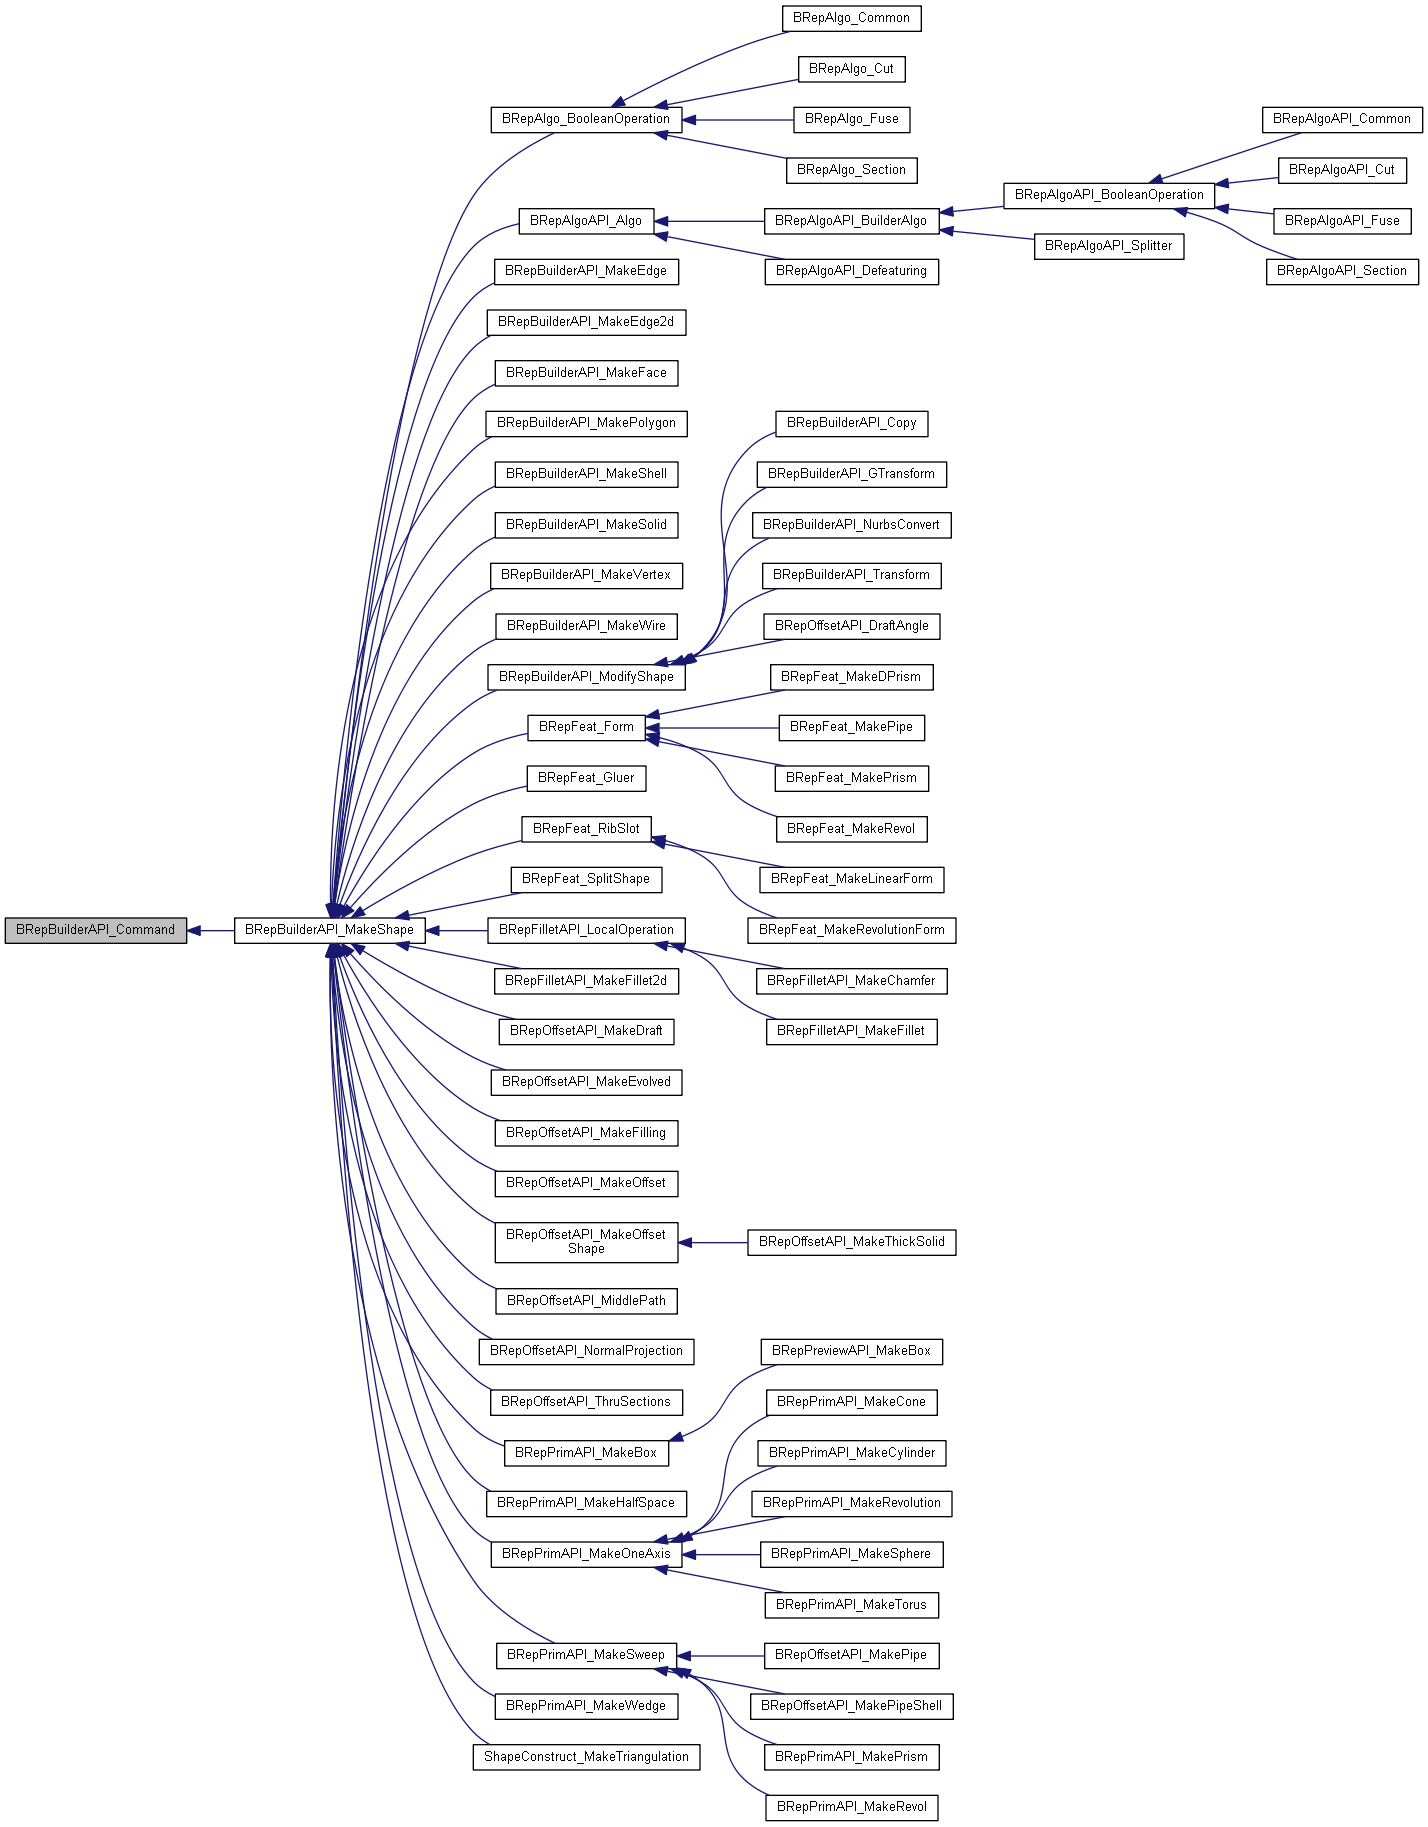 BRepAlgo_Common
BRepAlgo_Cut
BRepAlgo_BooleanOperation
BRepAlgo_Fuse
BRepAlgoAPI_Common
BRepAlgo_Section
BRepAlgoAPI_Cut
BRepAlgoAPI_BooleanOperation
BRepAlgoAPI_Algo
BRepAlgoAPI_BuilderAlgo
BRepAlgoAPI_Fuse
BRepAlgoAPI_Splitter
BRepBuilderAPI_MakeEdge
BRepAlgoAPI_Defeaturing
BRepAlgoAPI_Section
BRepBuilderAPI_MakeEdge2d
BRepBuilderAPI_MakeFace
BRepBuilderAPI_MakePolygon
BRepBuilderAPI_Copy
BRepBuilderAPI_MakeShell
BRepBuilderAPI_GTransform
BRepBuilderAPI_MakeSolid
BRepBuilderAPI_NurbsConvert
BRepBuilderAPI_MakeVertex
BRepBuilderAPI_Transform
BRepBuilderAPI_MakeWire
BRepOffsetAPI_DraftAngle
BRepBuilderAPI_ModifyShape
BRepFeat_MakeDPrism
BRepFeat_Form
BRepFeat_MakePipe
BRepFeat_Gluer
BRepFeat_MakePrism
BRepFeat_RibSlot
BRepFeat_MakeRevol
BRepFeat_SplitShape
BRepFeat_MakeLinearForm
BRepBuilderAPI_Command
BRepBuilderAPI_MakeShape
BRepFilletAPI_LocalOperation
BRepFeat_MakeRevolutionForm
BRepFilletAPI_MakeFillet2d
BRepFilletAPI_MakeChamfer
BRepOffsetAPI_MakeDraft
BRepFilletAPI_MakeFillet
BRepOffsetAPI_MakeEvolved
BRepOffsetAPI_MakeFilling
BRepOffsetAPI_MakeOffset
BRepOffsetAPI_MakeOffset
Shape
BRepOffsetAPI_MakeThickSolid
BRepOffsetAPI_MiddlePath
BRepOffsetAPI_NormalProjection
BRepPreviewAPI_MakeBox
BRepOffsetAPI_ThruSections
BRepPrimAPI_MakeCone
BRepPrimAPI_MakeBox
BRepPrimAPI_MakeCylinder
BRepPrimAPI_MakeHalfSpace
BRepPrimAPI_MakeRevolution
BRepPrimAPI_MakeOneAxis
BRepPrimAPI_MakeSphere
BRepPrimAPI_MakeTorus
BRepPrimAPI_MakeSweep
BRepOffsetAPI_MakePipe
BRepPrimAPI_MakeWedge
BRepOffsetAPI_MakePipeShell
ShapeConstruct_MakeTriangulation
BRepPrimAPI_MakePrism
BRepPrimAPI_MakeRevol